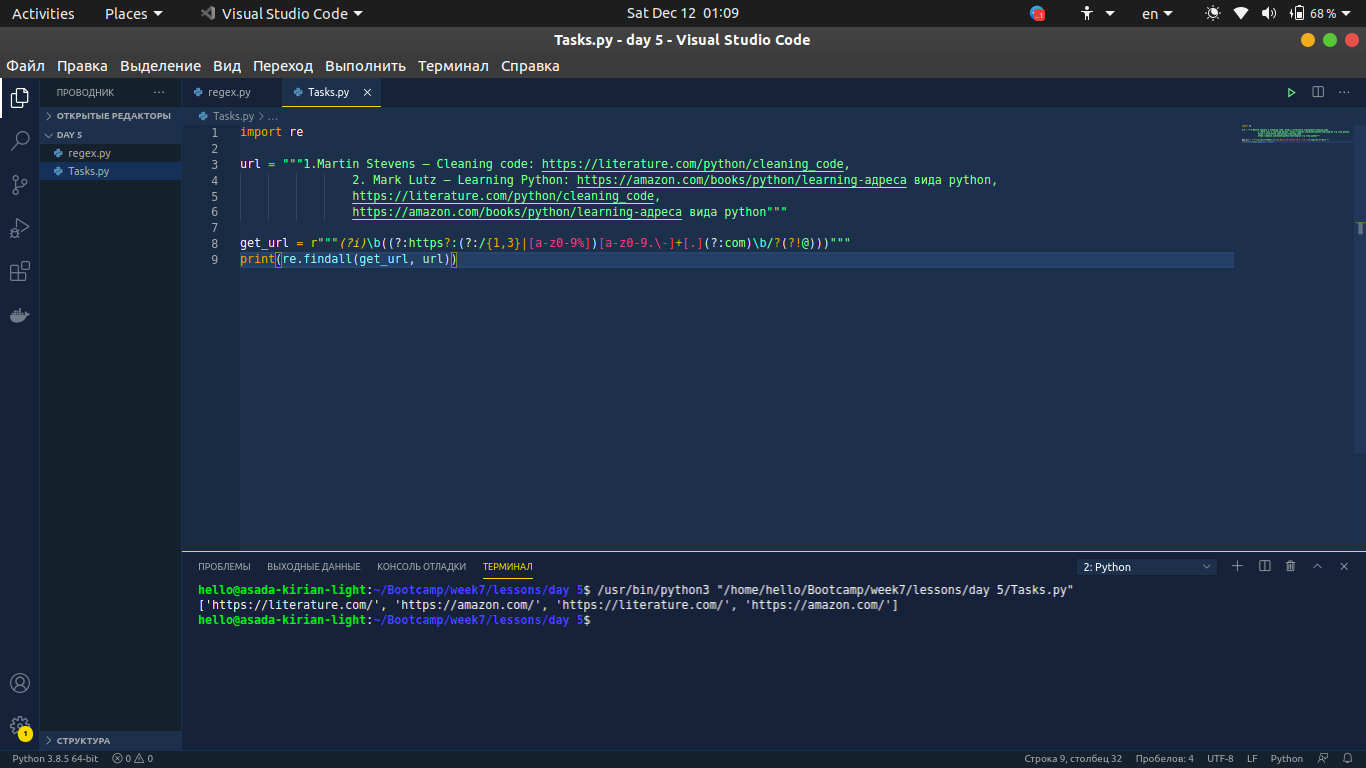 Activities Places Visual Studio Code Sat Dec 12 01:09 en 68 %
Tasks.py - day 5 - Visual Studio Code
Файл Правка Выделение Вид Переход Выполнить Терминал Справка
ПРОВОДНИК ···
ОТКРЫТЫЕ РЕДАКТОРЫ
DAY 5
regex.py
Tasks.py
regex.py Tasks.py
Tasks.py > ...
1 import re
2
3 url = """1.Martin Stevens — Cleaning code: https://literature.com/python/cleaning_code,
4 2. Mark Lutz — Learning Python: https://amazon.com/books/python/learning-адреса вида python,
5 https://literature.com/python/cleaning_code,
6 https://amazon.com/books/python/learning-адреса вида python"""
7
8 get_url = r"""(?i)\b((?:https?:(?:/{1,3}|[a-z0-9%])[a-z0-9.\-]+[.](?:com)\b/?(?!@)))"""
9 print(re.findall(get_url, url))
ПРОБЛЕМЫ ВЫХОДНЫЕ ДАННЫЕ КОНСОЛЬ ОТЛАДКИ ТЕРМИНАЛ 2: Python
hello@asada-kirian-light:~/Bootcamp/week7/lessons/day 5$ /usr/bin/python3 "/home/hello/Bootcamp/week7/lessons/day 5/Tasks.py"
['https://literature.com/', 'https://amazon.com/', 'https://literature.com/', 'https://amazon.com/']
hello@asada-kirian-light:~/Bootcamp/week7/lessons/day 5$
1
СТРУКТУРА
Python 3.8.5 64-bit 0 0 Строка 9, столбец 32 Пробелов: 4 UTF-8 LF Python